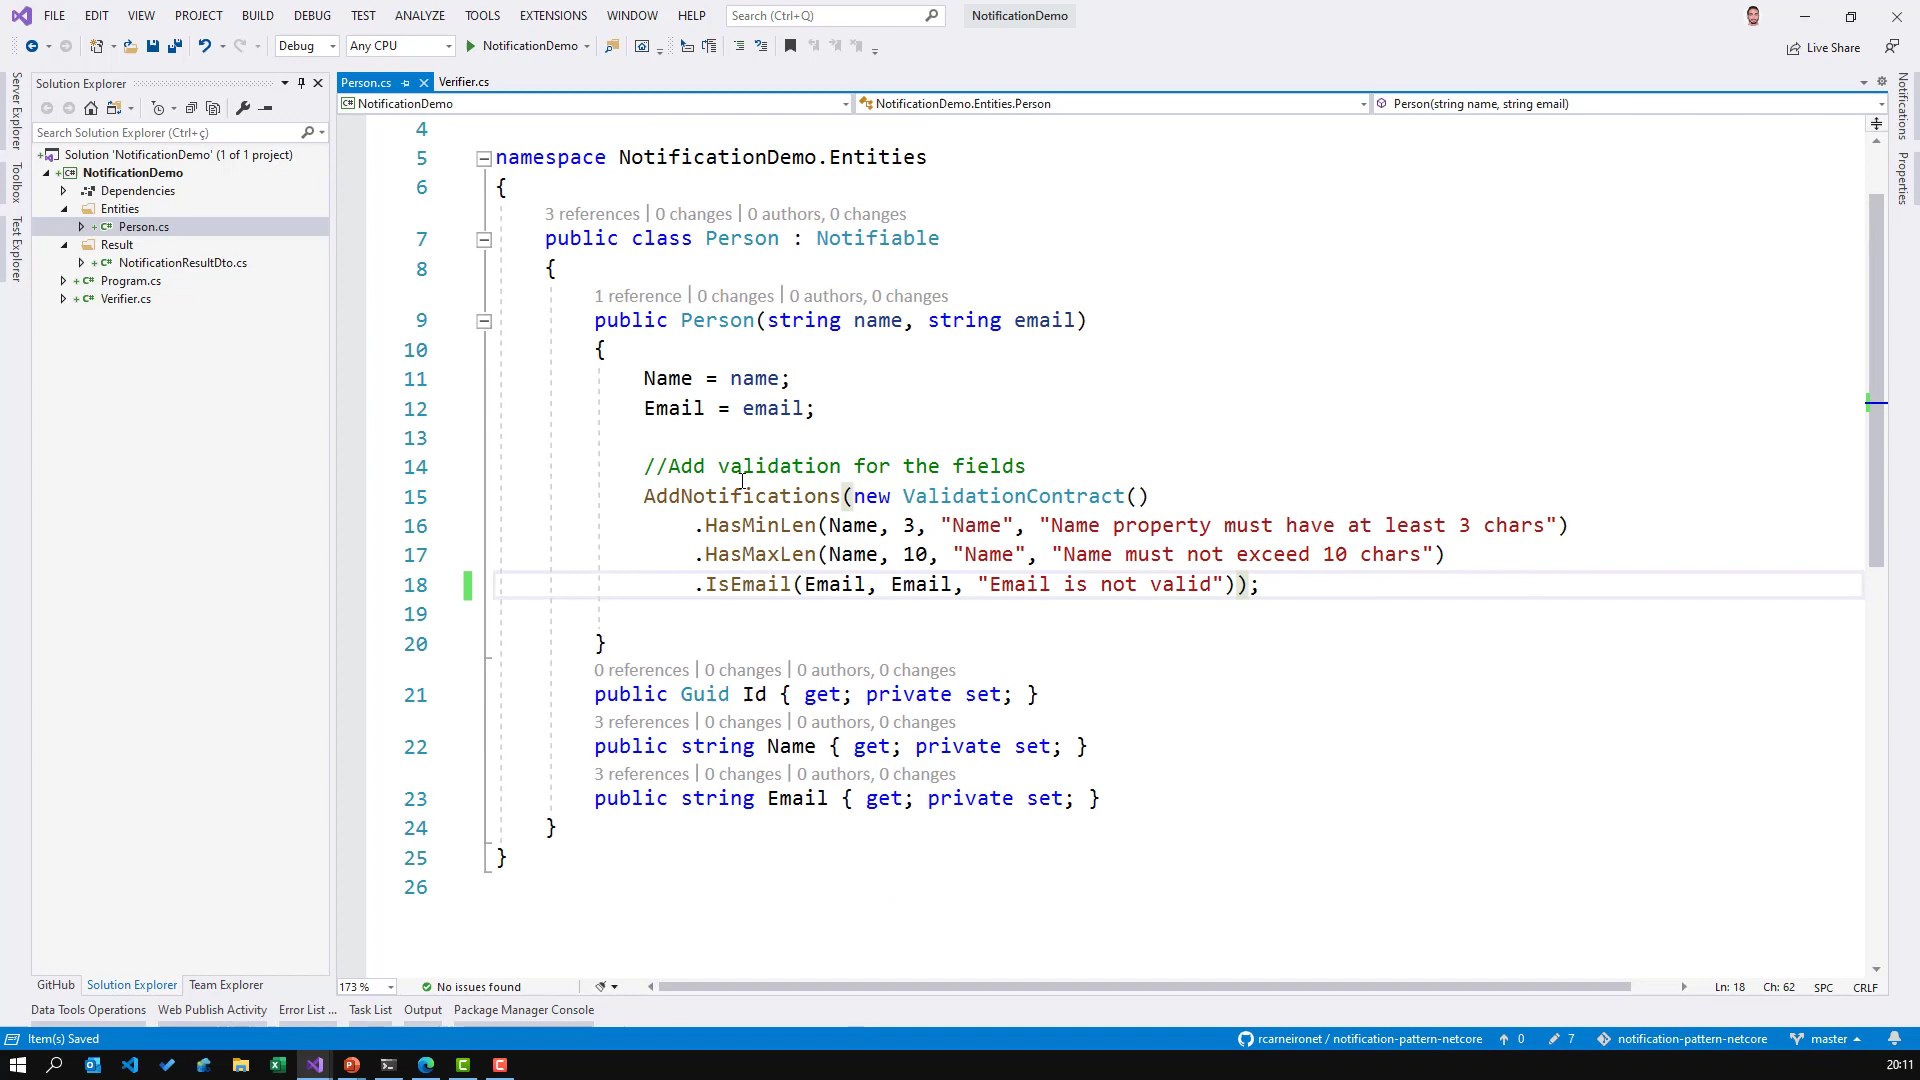 FILE EDIT VIEW PROJECT BUILD DEBUG TEST ANALYZE TOOLS EXTENSIONS WINDOW HELP Search (Ctrl+Q) NotificationDemo
Debug Any CPU NotificationDemo Live Share
Server Explorer
Toolbox
Test Explorer
Solution Explorer
Search Solution Explorer (Ctrl+ç)
Solution 'NotificationDemo' (1 of 1 project)
NotificationDemo
Dependencies
Entities
Person.cs
Result
NotificationResultDto.cs
Program.cs
Verifier.cs
GitHub Solution Explorer Team Explorer
Person.cs Verifier.cs
NotificationDemo NotificationDemo.Entities.Person Person(string name, string email)
4
5 namespace NotificationDemo.Entities
6 {
3 references | 0 changes | 0 authors, 0 changes
7 public class Person : Notifiable
8 {
1 reference | 0 changes | 0 authors, 0 changes
9 public Person(string name, string email)
10 {
11 Name = name;
12 Email = email;
13
14 //Add validation for the fields
15 AddNotifications(new ValidationContract()
16 .HasMinLen(Name, 3, "Name", "Name property must have at least 3 chars")
17 .HasMaxLen(Name, 10, "Name", "Name must not exceed 10 chars")
18 .IsEmail(Email, Email, "Email is not valid"));
19
20 }
0 references | 0 changes | 0 authors, 0 changes
21 public Guid Id { get; private set; }
3 references | 0 changes | 0 authors, 0 changes
22 public string Name { get; private set; }
3 references | 0 changes | 0 authors, 0 changes
23 public string Email { get; private set; }
24 }
25 }
26
Notifications
Properties
173 % No issues found Ln: 18 Ch: 62 SPC CRLF
Data Tools Operations Web Publish Activity Error List ... Task List Output Package Manager Console
Item(s) Saved rcarneironet / notification-pattern-netcore 0 7 notification-pattern-netcore master
20:11